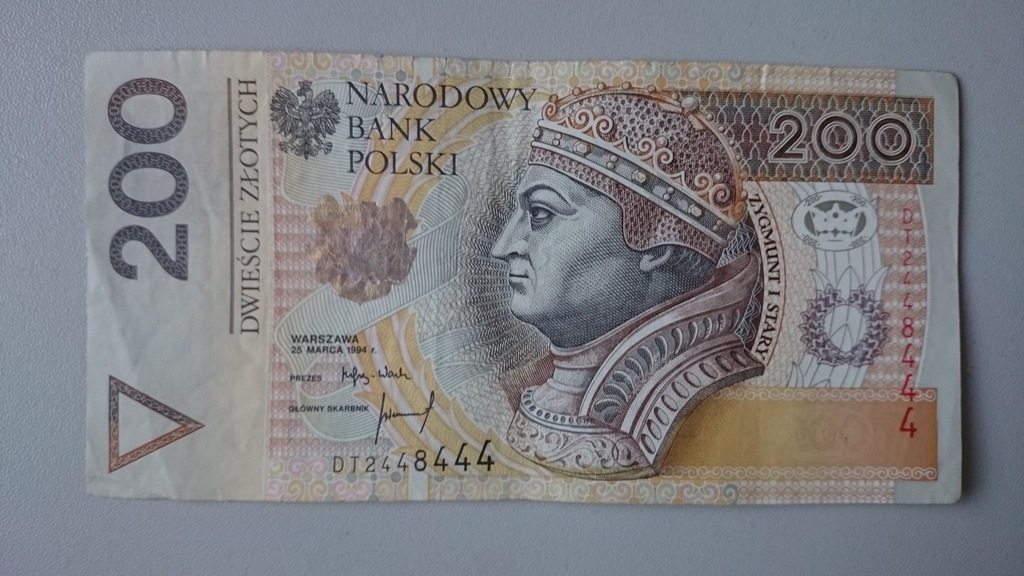 200
DWIEŚCIE ZŁOTYCH
NARODOWY
BANK
POLSKI
200
ZYGMUNT I STARY
DT2448444
WARSZAWA
25 MARCA 1994 r.
PREZES
GŁÓWNY SKARBNIK
DT2448444